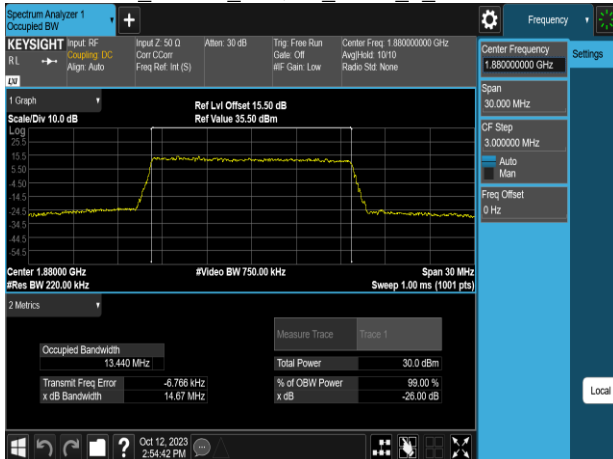 Spectrum Analyzer 1
Occupied BW
Frequency
KEYSIGHT
RL
LXI
Input: RF
Coupling: DC
Align: Auto
Input Z: 50 Ω
Corr CCorr
Freq Ref: Int (S)
Atten: 30 dB
Trig: Free Run
Gate: Off
#IF Gain: Low
Center Freq: 1.880000000 GHz
Avg|Hold: 10/10
Radio Std: None
Center Frequency
1.880000000 GHz
Settings
Span
30.000 MHz
CF Step
3.000000 MHz
Auto
Man
Freq Offset
0 Hz
1 Graph
Scale/Div 10.0 dB
Ref Lvl Offset 15.50 dB
Ref Value 35.50 dBm
Log
25.5
15.5
5.50
-4.50
-14.5
-24.5
-34.5
-44.5
-54.5
Center 1.88000 GHz
#Res BW 220.00 kHz
#Video BW 750.00 kHz
Span 30 MHz
Sweep 1.00 ms (1001 pts)
2 Metrics
Measure Trace
Trace 1
Occupied Bandwidth
13.440 MHz
Total Power
30.0 dBm
Transmit Freq Error
-6.766 kHz
% of OBW Power
99.00 %
x dB Bandwidth
14.67 MHz
x dB
-26.00 dB
Local
?
Oct 12, 2023
2:54:42 PM